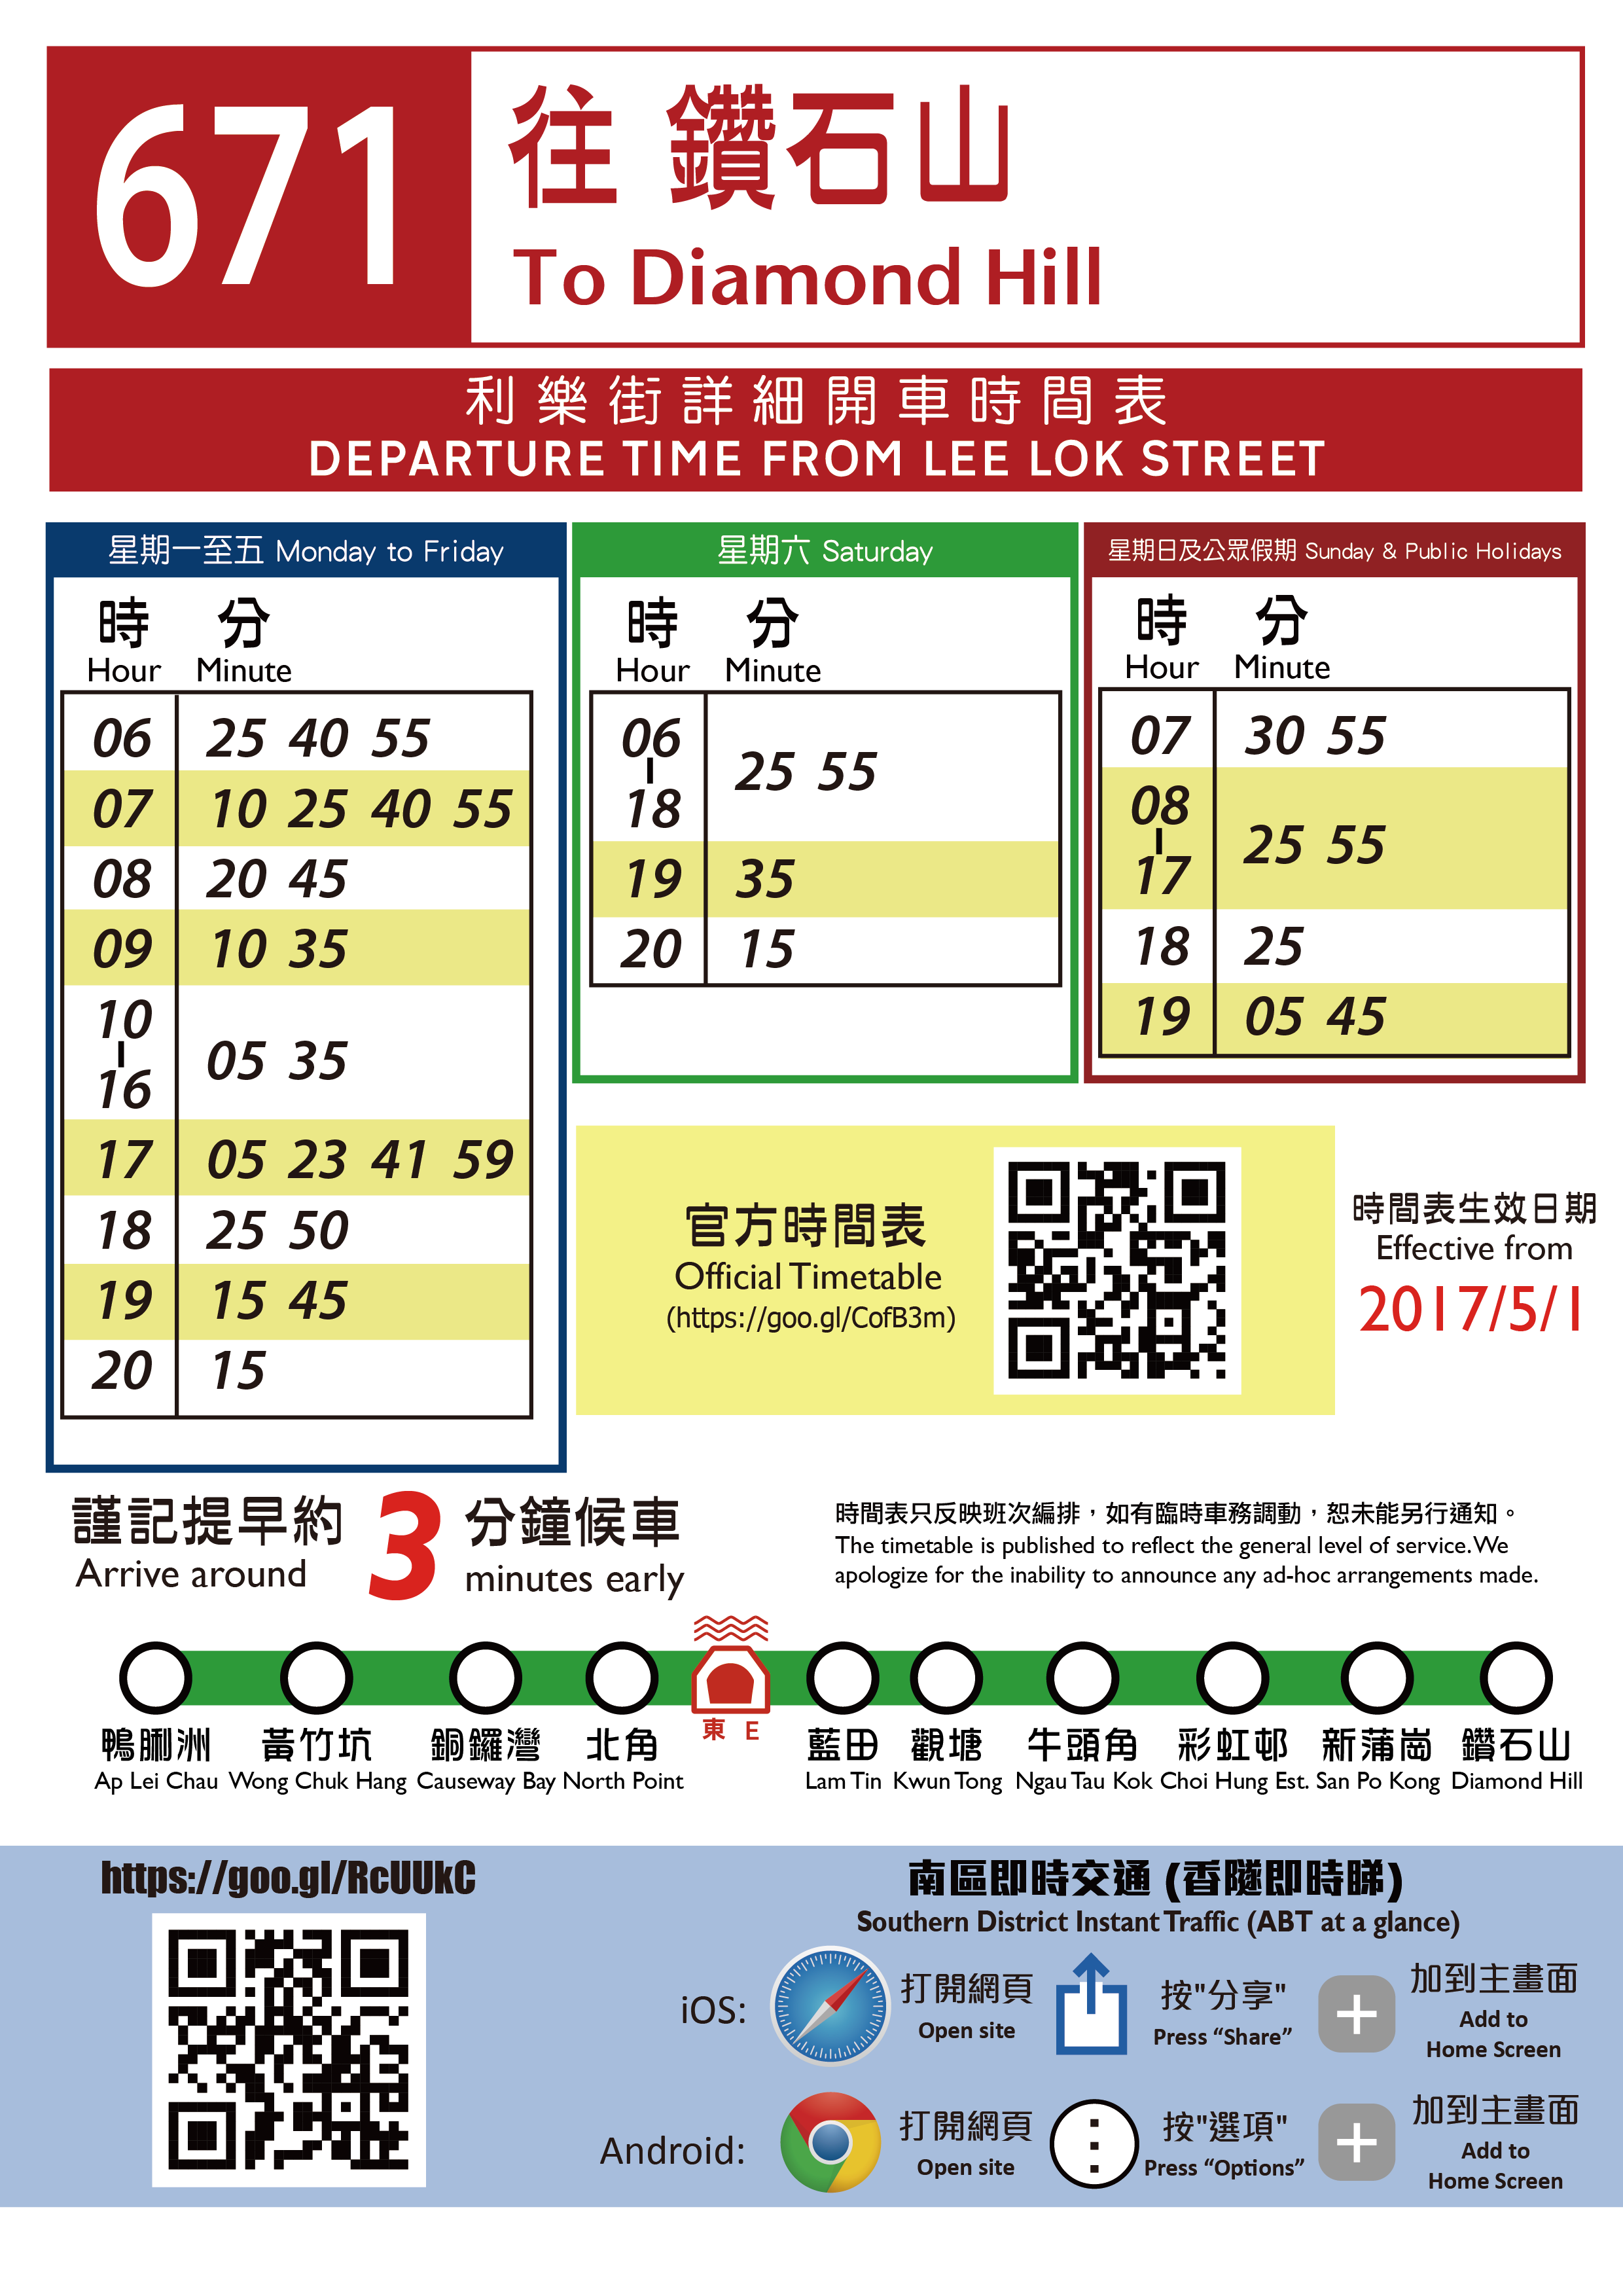 671
往 鑽石山
To Diamond Hill
利樂街詳細開車時間表
DEPARTURE TIME FROM LEE LOK STREET
星期一至五 Monday to Friday
時 分
Hour Minute
06 25 40 55
07 10 25 40 55
08 20 45
09 10 35
10
05 35
16
17 05 23 41 59
18 25 50
19 15 45
20 15
星期六 Saturday
時 分
Hour Minute
06
25 55
18
19 35
20 15
星期日及公眾假期 Sunday & Public Holidays
時 分
Hour Minute
07 30 55
08
25 55
17
18 25
19 05 45
官方時間表
Official Timetable
(https://goo.gl/CofB3m)
時間表生效日期
Effective from
2017/5/1
謹記提早約 3 分鐘候車
Arrive around minutes early
時間表只反映班次編排，如有臨時車務調動，恕未能另行通知。
The timetable is published to reflect the general level of service. We
apologize for the inability to announce any ad-hoc arrangements made.
東 E
鴨脷洲 黃竹坑 銅鑼灣 北角 藍田 觀塘 牛頭角 彩虹邨 新蒲崗 鑽石山
Ap Lei Chau Wong Chuk Hang Causeway Bay North Point Lam Tin Kwun Tong Ngau Tau Kok Choi Hung Est. San Po Kong Diamond Hill
https://goo.gl/RcUUkC
南區即時交通 (香隧即時睇)
Southern District Instant Traffic (ABT at a glance)
iOS:
打開網頁
Open site
按"分享"
Press “Share”
加到主畫面
Add to
Home Screen
Android:
打開網頁
Open site
按"選項"
Press “Options”
加到主畫面
Add to
Home Screen